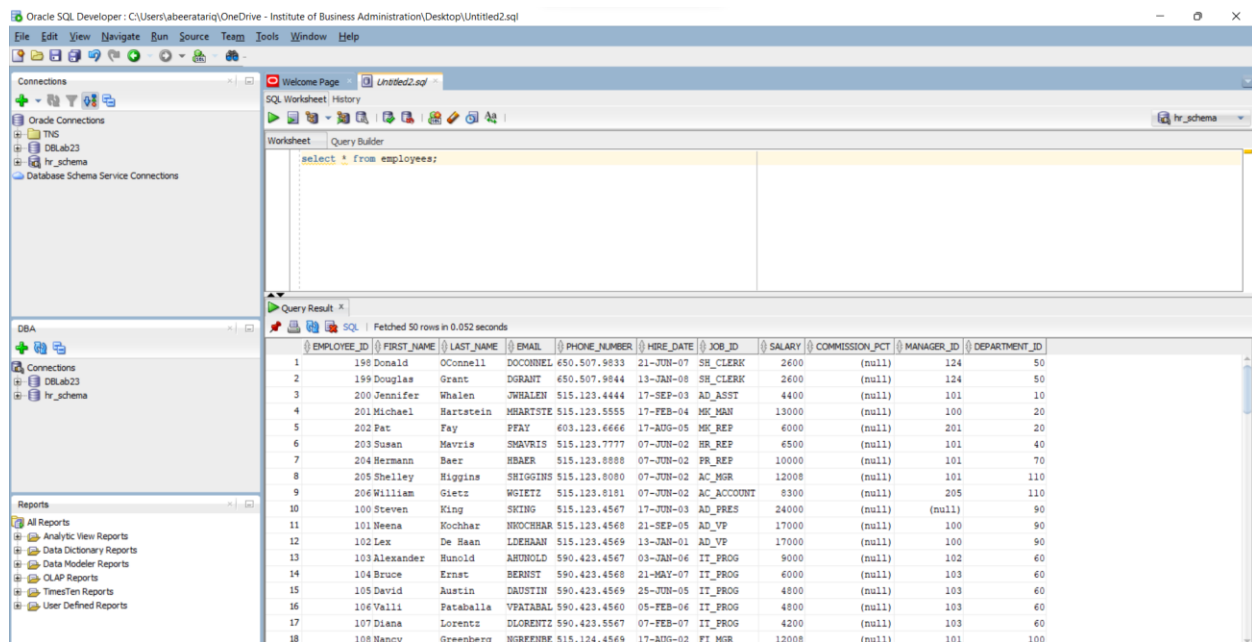 Oracle SQL Developer : C:\Users\abeeratariq\OneDrive - Institute of Business Administration\Desktop\Untitled2.sql
File Edit View Navigate Run Source Team Tools Window Help
Connections
Oracle Connections
TNS
DBLab23
hr_schema
Database Schema Service Connections
DBA
Connections
DBLab23
hr_schema
Reports
All Reports
Analytic View Reports
Data Dictionary Reports
Data Modeler Reports
OLAP Reports
TimesTen Reports
User Defined Reports
Welcome Page Untitled2.sql
SQL Worksheet History
Aa
hr_schema
Worksheet Query Builder
select * from employees;
Query Result
SQL | Fetched 50 rows in 0.052 seconds
EMPLOYEE_ID FIRST_NAME LAST_NAME EMAIL PHONE_NUMBER HIRE_DATE JOB_ID SALARY COMMISSION_PCT MANAGER_ID DEPARTMENT_ID
1 198 Donald OConnell DOCONNEL 650.507.9833 21-JUN-07 SH_CLERK 2600 (null) 124 50
2 199 Douglas Grant DGRANT 650.507.9844 13-JAN-08 SH_CLERK 2600 (null) 124 50
3 200 Jennifer Whalen JWHALEN 515.123.4444 17-SEP-03 AD_ASST 4400 (null) 101 10
4 201 Michael Hartstein MHARTSTE 515.123.5555 17-FEB-04 MK_MAN 13000 (null) 100 20
5 202 Pat Fay PFAY 603.123.6666 17-AUG-05 MK_REP 6000 (null) 201 20
6 203 Susan Mavris SMAVRIS 515.123.7777 07-JUN-02 HR_REP 6500 (null) 101 40
7 204 Hermann Baer HBAER 515.123.8888 07-JUN-02 PR_REP 10000 (null) 101 70
8 205 Shelley Higgins SHIGGINS 515.123.8080 07-JUN-02 AC_MGR 12008 (null) 101 110
9 206 William Gietz WGIETZ 515.123.8181 07-JUN-02 AC_ACCOUNT 8300 (null) 205 110
10 100 Steven King SKING 515.123.4567 17-JUN-03 AD_PRES 24000 (null) (null) 90
11 101 Neena Kochhar NKOCHHAR 515.123.4568 21-SEP-05 AD_VP 17000 (null) 100 90
12 102 Lex De Haan LDEHAAN 515.123.4569 13-JAN-01 AD_VP 17000 (null) 100 90
13 103 Alexander Hunold AHUNOLD 590.423.4567 03-JAN-06 IT_PROG 9000 (null) 102 60
14 104 Bruce Ernst BERNST 590.423.4568 21-MAY-07 IT_PROG 6000 (null) 103 60
15 105 David Austin DAUSTIN 590.423.4569 25-JUN-05 IT_PROG 4800 (null) 103 60
16 106 Valli Pataballa VPATABAL 590.423.4560 05-FEB-06 IT_PROG 4800 (null) 103 60
17 107 Diana Lorentz DLORENTZ 590.423.5567 07-FEB-07 IT_PROG 4200 (null) 103 60
18 108 Nancy Greenberg NGREENBE 515.124.4569 17-AUG-02 FI_MGR 12008 (null) 101 100